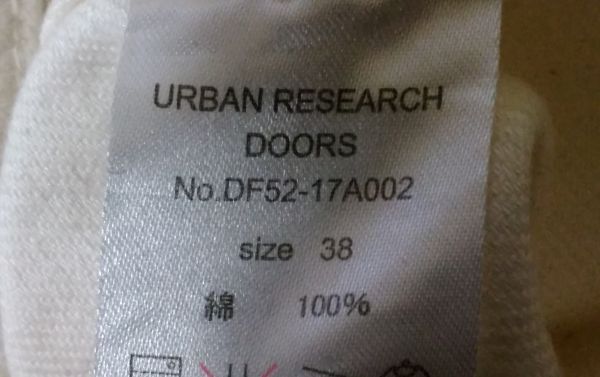 URBAN RESEARCH
DOORS
No.DF52-17A002
size 38
綿 100%